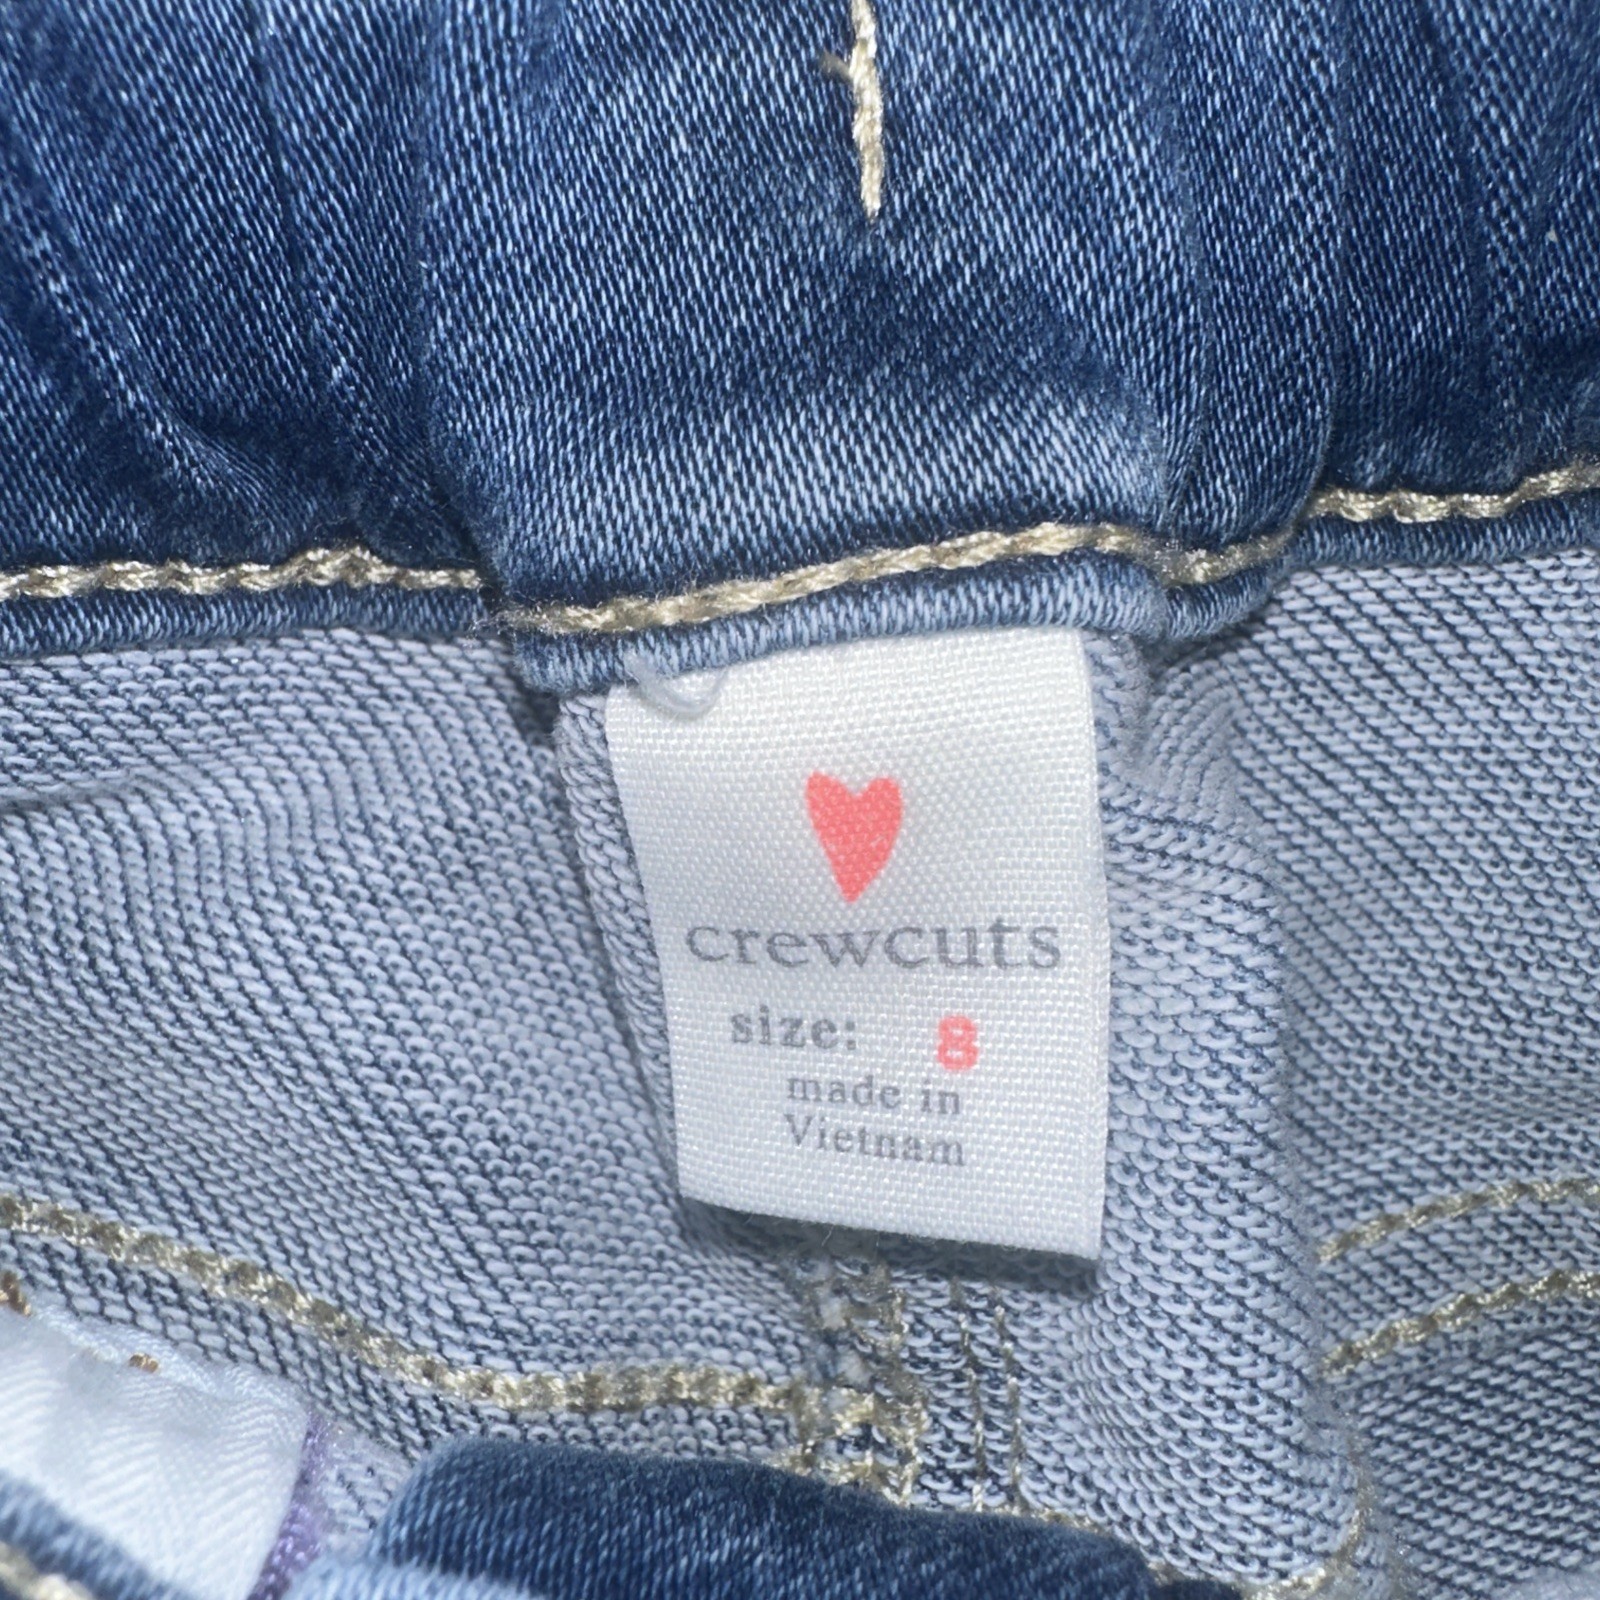 crewcuts
size: 8
made in
Vietnam